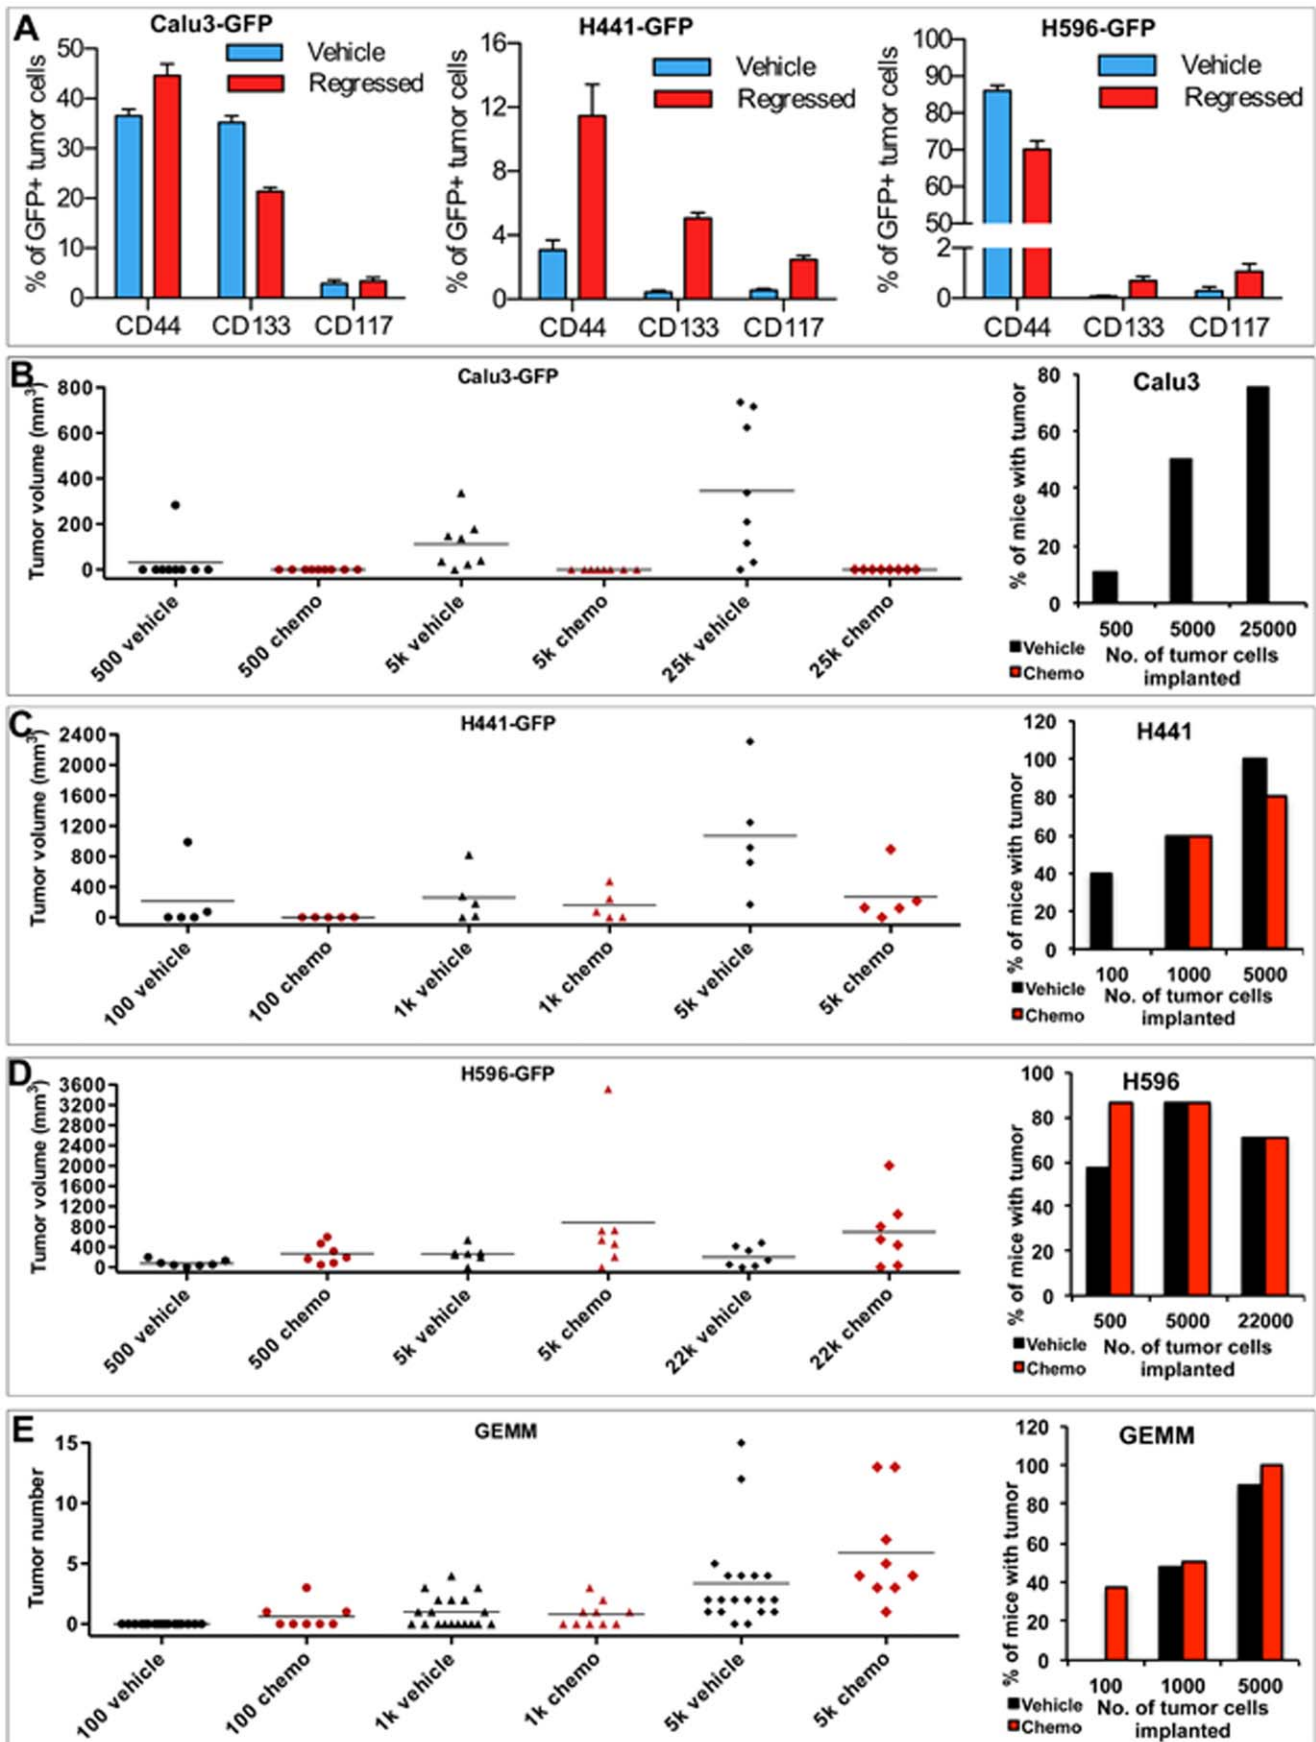 A
Calu3-GFP
H441-GFP
H596-GFP
% of GFP+ tumor cells
50
40
30
20
10
0
Vehicle
Regressed
CD44 CD133 CD117
% of GFP+ tumor cells
16
12
8
4
0
Vehicle
Regressed
CD44 CD133 CD117
% of GFP+ tumor cells
100
90
80
70
60
50
2
0
Vehicle
Regressed
CD44 CD133 CD117
B
Calu3-GFP
Tumor volume (mm³)
800
600
400
200
0
500 vehicle
500 chemo
5k vehicle
5k chemo
25k vehicle
25k chemo
Calu3
% of mice with tumor
80
60
40
20
0
500 5000 25000
Vehicle
Chemo
No. of tumor cells
implanted
C
H441-GFP
Tumor volume (mm³)
2400
2000
1600
1200
800
400
0
100 vehicle
100 chemo
1k vehicle
1k chemo
5k vehicle
5k chemo
H441
% of mice with tumor
120
100
80
60
40
20
0
100 1000 5000
Vehicle
Chemo
No. of tumor cells
implanted
D
H596-GFP
Tumor volume (mm³)
3600
3200
2800
2400
2000
1600
1200
800
400
0
500 vehicle
500 chemo
5k vehicle
5k chemo
22k vehicle
22k chemo
H596
% of mice with tumor
100
80
60
40
20
0
500 5000 22000
Vehicle
Chemo
No. of tumor cells
implanted
E
GEMM
Tumor number
15
10
5
0
100 vehicle
100 chemo
1k vehicle
1k chemo
5k vehicle
5k chemo
GEMM
% of mice with tumor
120
100
80
60
40
20
0
100 1000 5000
Vehicle
Chemo
No. of tumor cells
implanted